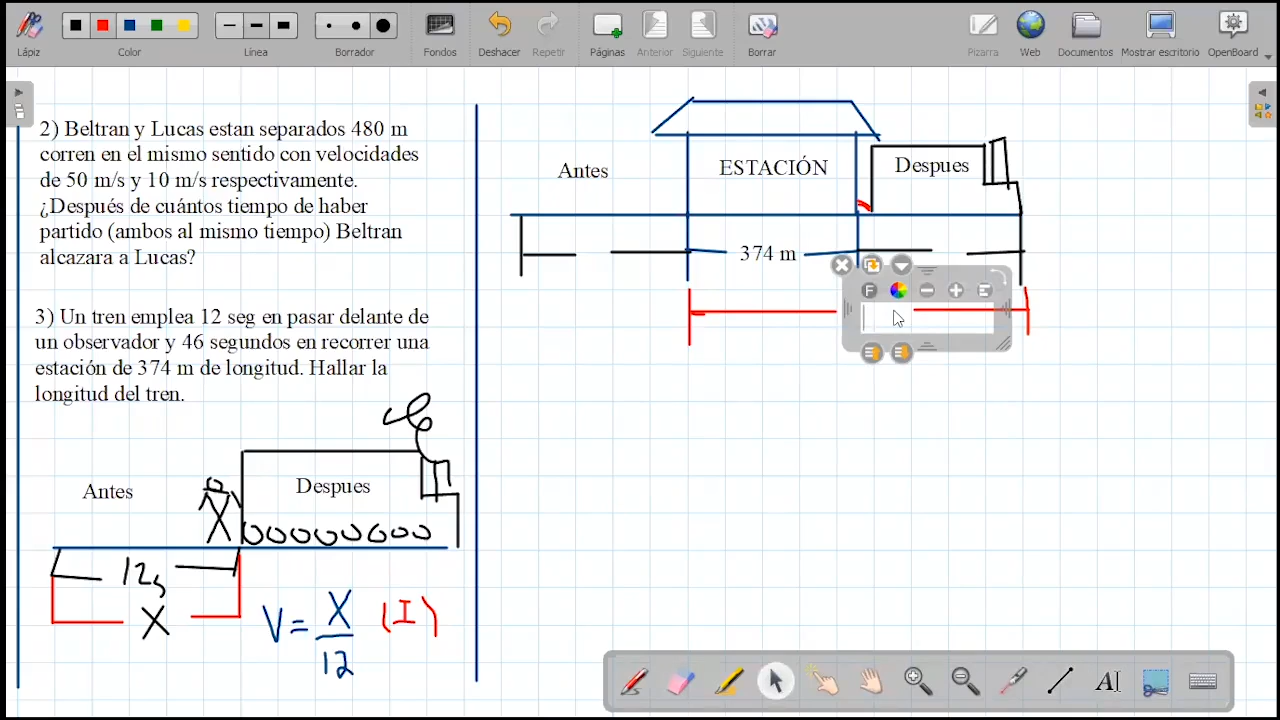 Lápiz
Color
Línea
Borrador
Fondos
Deshacer
Repetir
Páginas
Anterior
Siguiente
Borrar
Pizarra
Web
Documentos
Mostrar escritorio
OpenBoard
2) Beltran y Lucas estan separados 480 m
corren en el mismo sentido con velocidades
de 50 m/s y 10 m/s respectivamente.
¿Después de cuántos tiempo de haber
partido (ambos al mismo tiempo) Beltran
alcazara a Lucas?
3) Un tren emplea 12 seg en pasar delante de
un observador y 46 segundos en recorrer una
estación de 374 m de longitud. Hallar la
longitud del tren.
Antes
Despues
12s
X
V = X
12
(I)
Antes
ESTACIÓN
Despues
374 m
F
AI